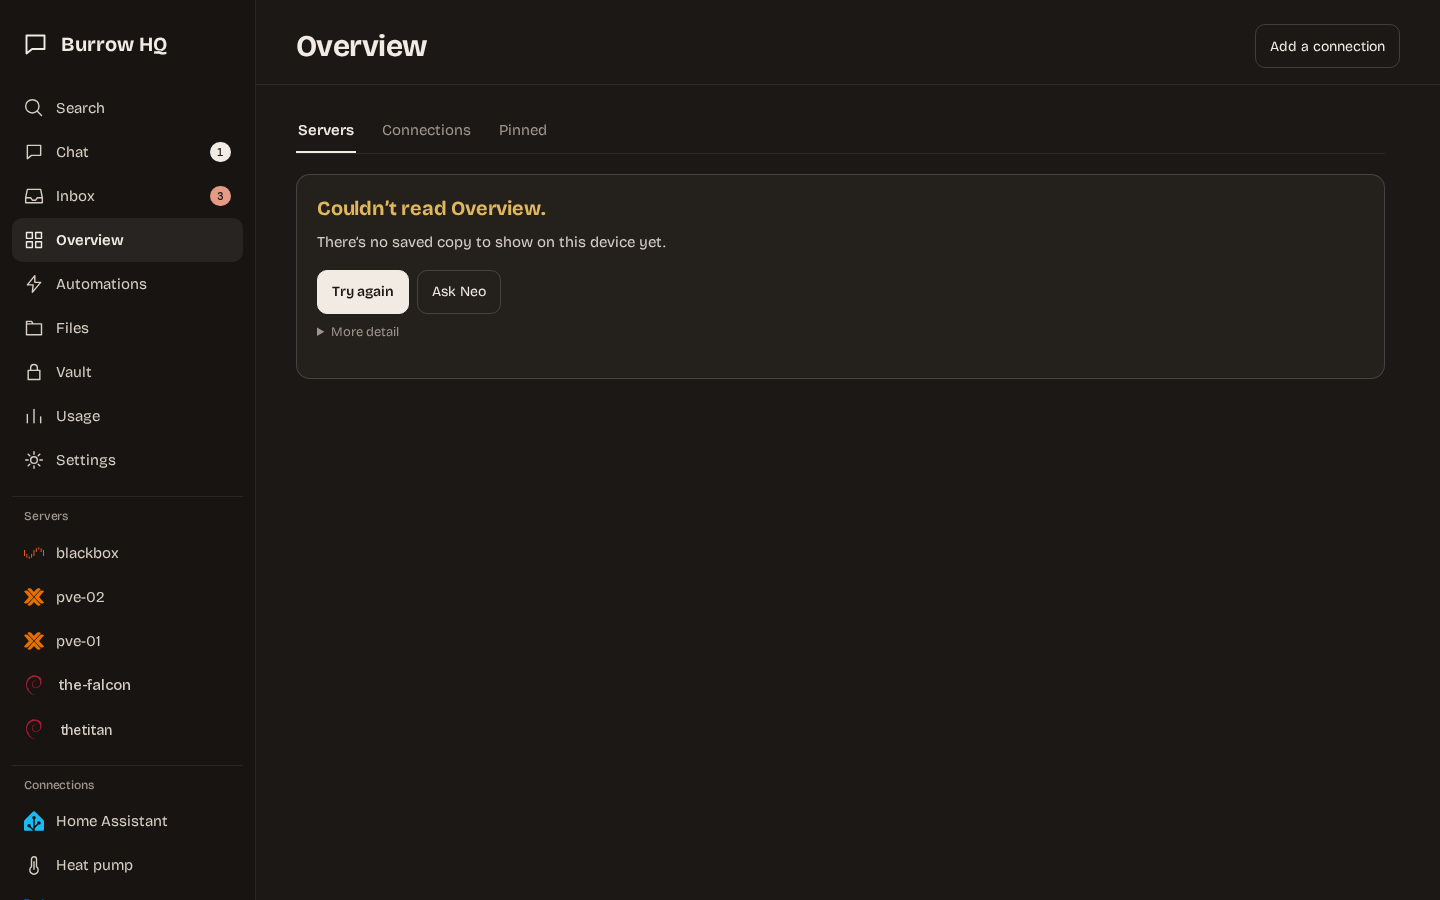 Burrow HQ
Search
Chat 1
Inbox 3
Overview
Automations
Files
Vault
Usage
Settings
Servers
blackbox
pve-02
pve-01
the-falcon
thetitan
Connections
Home Assistant
Heat pump
Overview
Add a connection
Servers Connections Pinned
Couldn’t read Overview.
There’s no saved copy to show on this device yet.
Try again Ask Neo
More detail